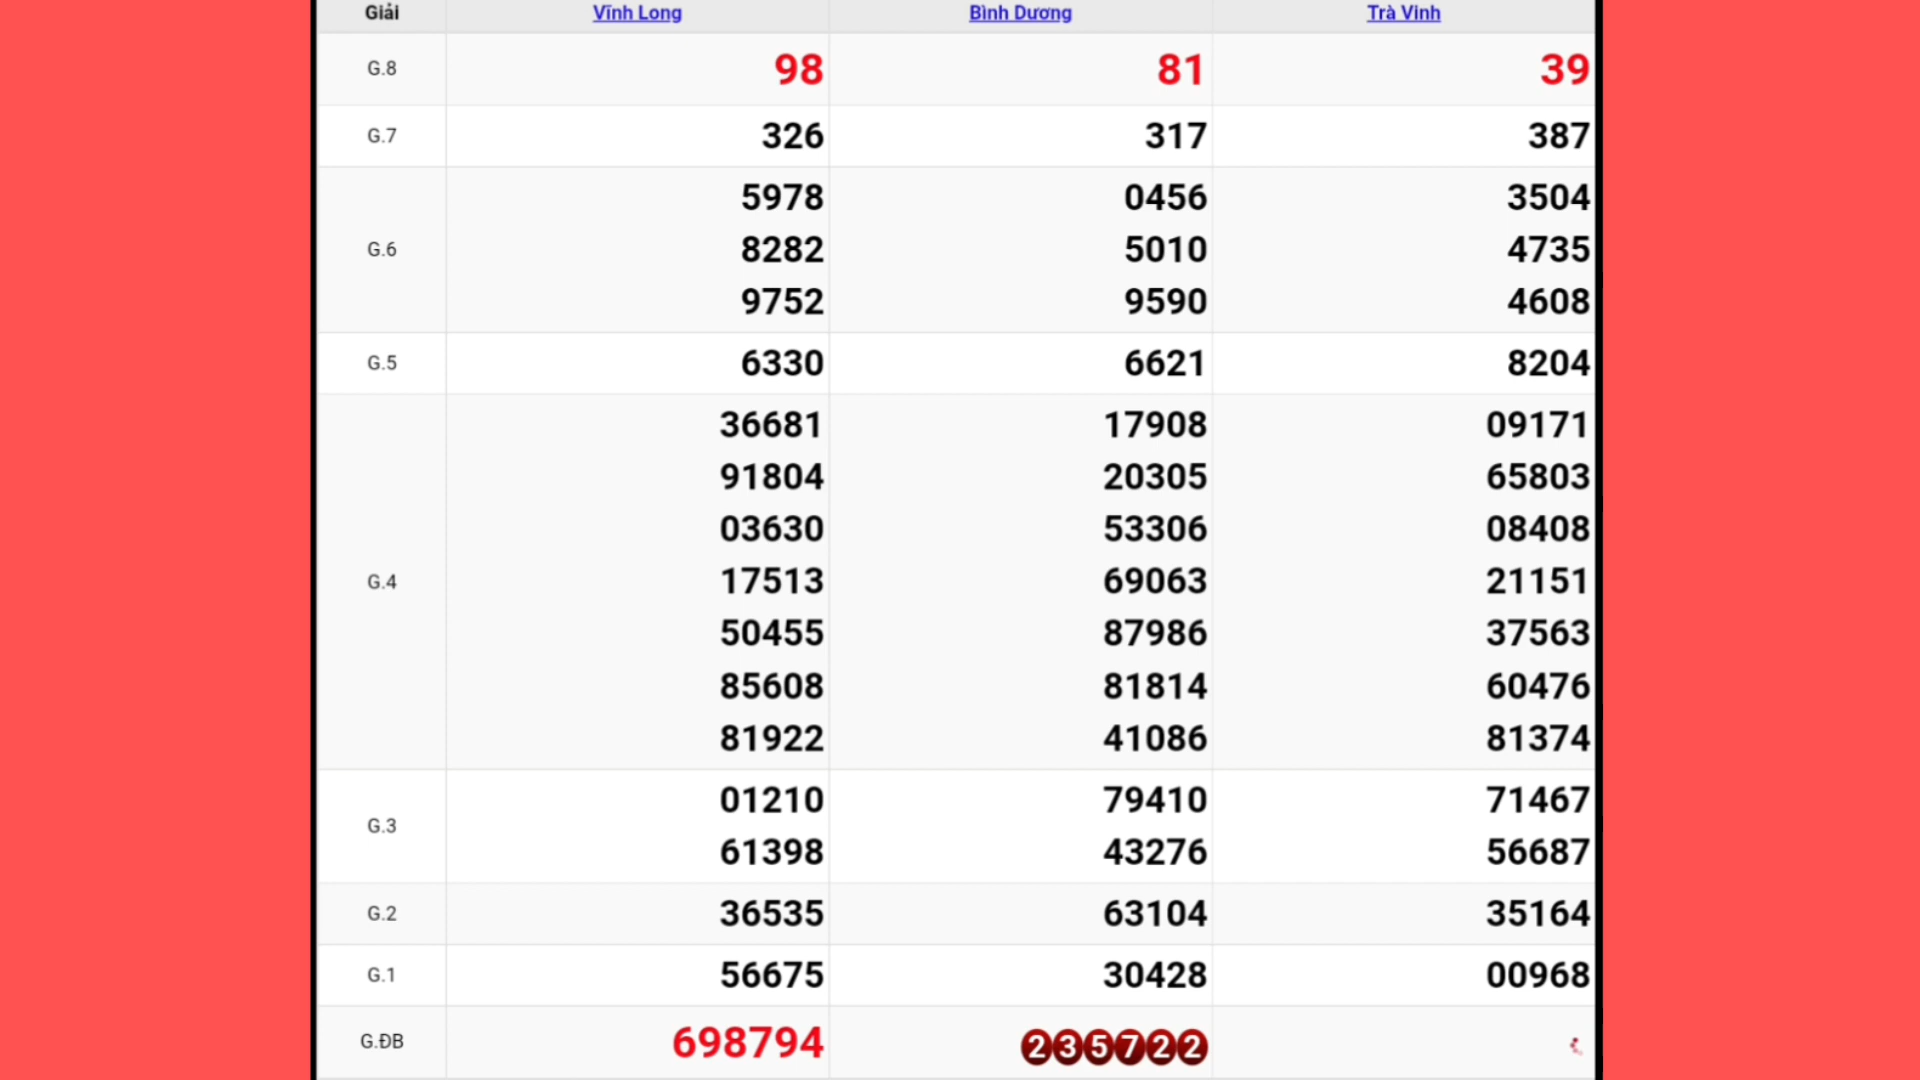 Giải Vĩnh Long Bình Dương Trà Vinh
G.8 98 81 39
G.7 326 317 387
5978 0456 3504
G.6 8282 5010 4735
9752 9590 4608
G.5 6330 6621 8204
36681 17908 09171
91804 20305 65803
03630 53306 08408
G.4 17513 69063 21151
50455 87986 37563
85608 81814 60476
81922 41086 81374
01210 79410 71467
G.3
61398 43276 56687
G.2 36535 63104 35164
G.1 56675 30428 00968
G.ĐB 698794 235722